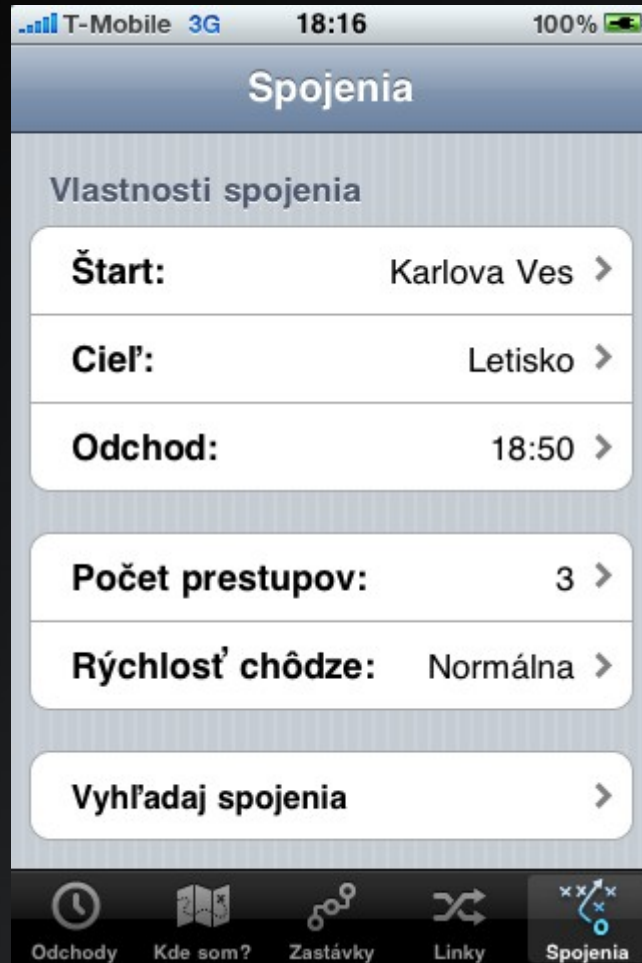 T-Mobile 3G 18:16 100%
Spojenia
Vlastnosti spojenia
Štart: Karlova Ves
Cieľ: Letisko
Odchod: 18:50
Počet prestupov: 3
Rýchlosť chôdze: Normálna
Vyhľadaj spojenia
Odchody Kde som? Zastávky Linky Spojenia